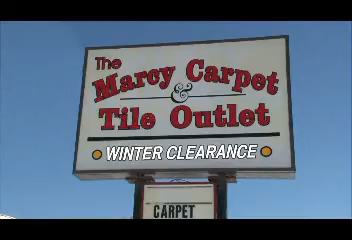 The
Marcy Carpet
&
Tile Outlet
WINTER CLEARANCE
CARPET